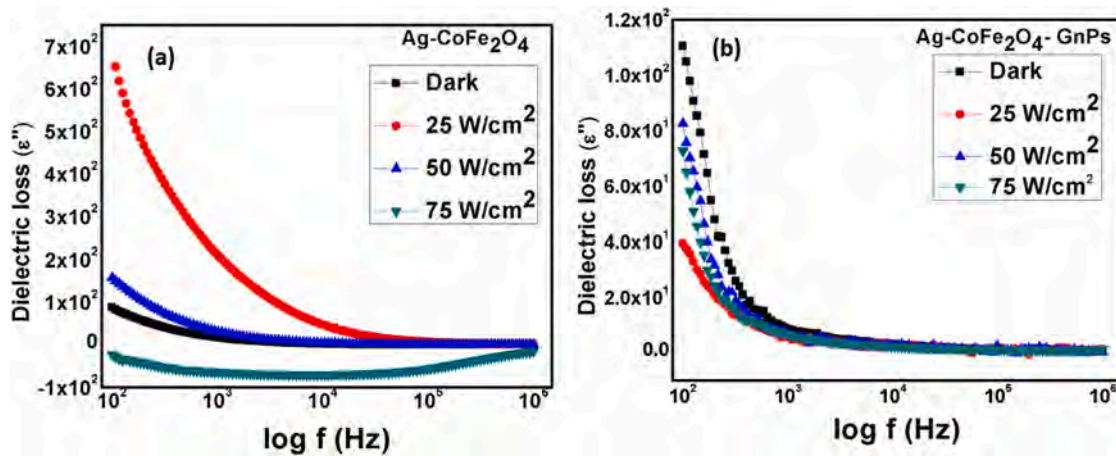 (a)
Ag-CoFe₂O₄
Dark
25 W/cm²
50 W/cm²
75 W/cm²
Dielectric loss (ε")
7x10²
6x10²
5x10²
4x10²
3x10²
2x10²
1x10²
0
-1x10²
10²
10³
10⁴
10⁵
10⁶
log f (Hz)
(b)
Ag-CoFe₂O₄- GnPs
Dark
25 W/cm²
50 W/cm²
75 W/cm²
Dielectric loss (ε")
1.2x10²
1.0x10²
8.0x10¹
6.0x10¹
4.0x10¹
2.0x10¹
0.0
10²
10³
10⁴
10⁵
10⁶
log f (Hz)